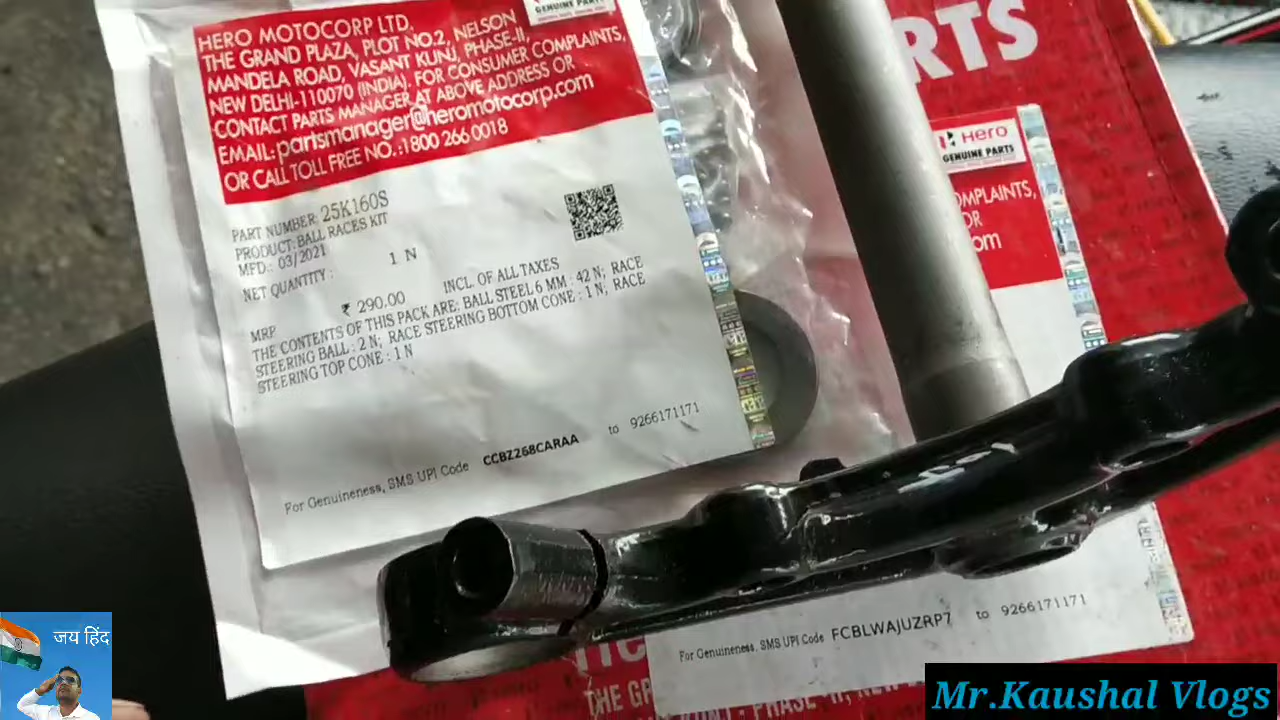 HERO MOTOCORP LTD.
THE GRAND PLAZA, PLOT NO.2, NELSON
MANDELA ROAD, VASANT KUNJ, PHASE-II,
NEW DELHI-110070 (INDIA). FOR CONSUMER COMPLAINTS,
CONTACT PARTS MANAGER AT ABOVE ADDRESS OR
EMAIL:partsmanager@heromotocorp.com
OR CALL TOLL FREE NO.:1800 266 0018
GENUINE PARTS
PART NUMBER: 25K160S
PRODUCT: BALL RACES KIT
MFD.: 03/2021
NET QUANTITY : 1 N
MRP ₹ 290.00 INCL. OF ALL TAXES
THE CONTENTS OF THIS PACK ARE: BALL STEEL 6 MM : 42 N; RACE
STEERING BALL : 2 N; RACE STEERING BOTTOM CONE : 1 N; RACE
STEERING TOP CONE : 1 N
For Genuineness, SMS UPI Code CCBZ268CARAA to 9266171171
RTS
Hero
GENUINE PARTS
OMPLAINTS,
OR
om
For Genuineness, SMS UPI Code FCBLWAJUZRP7 to 9266171171
THE GR
जय हिंद
Mr.Kaushal Vlogs